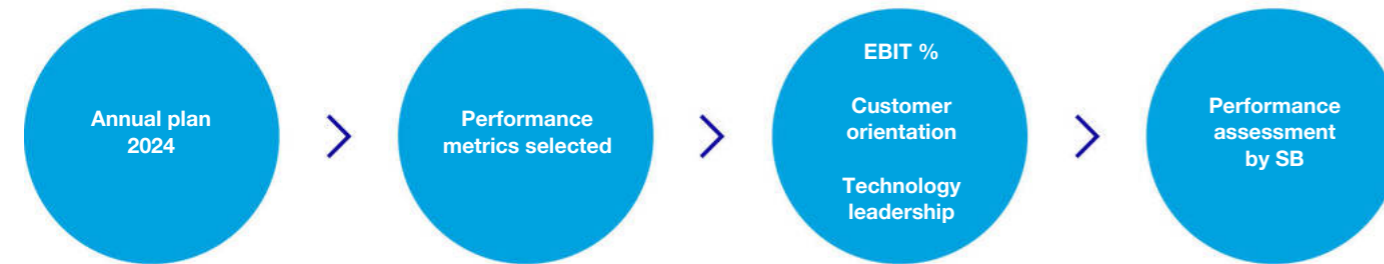 Annual plan
2024
Performance
metrics selected
EBIT %
Customer
orientation
Technology
leadership
Performance
assessment
by SB